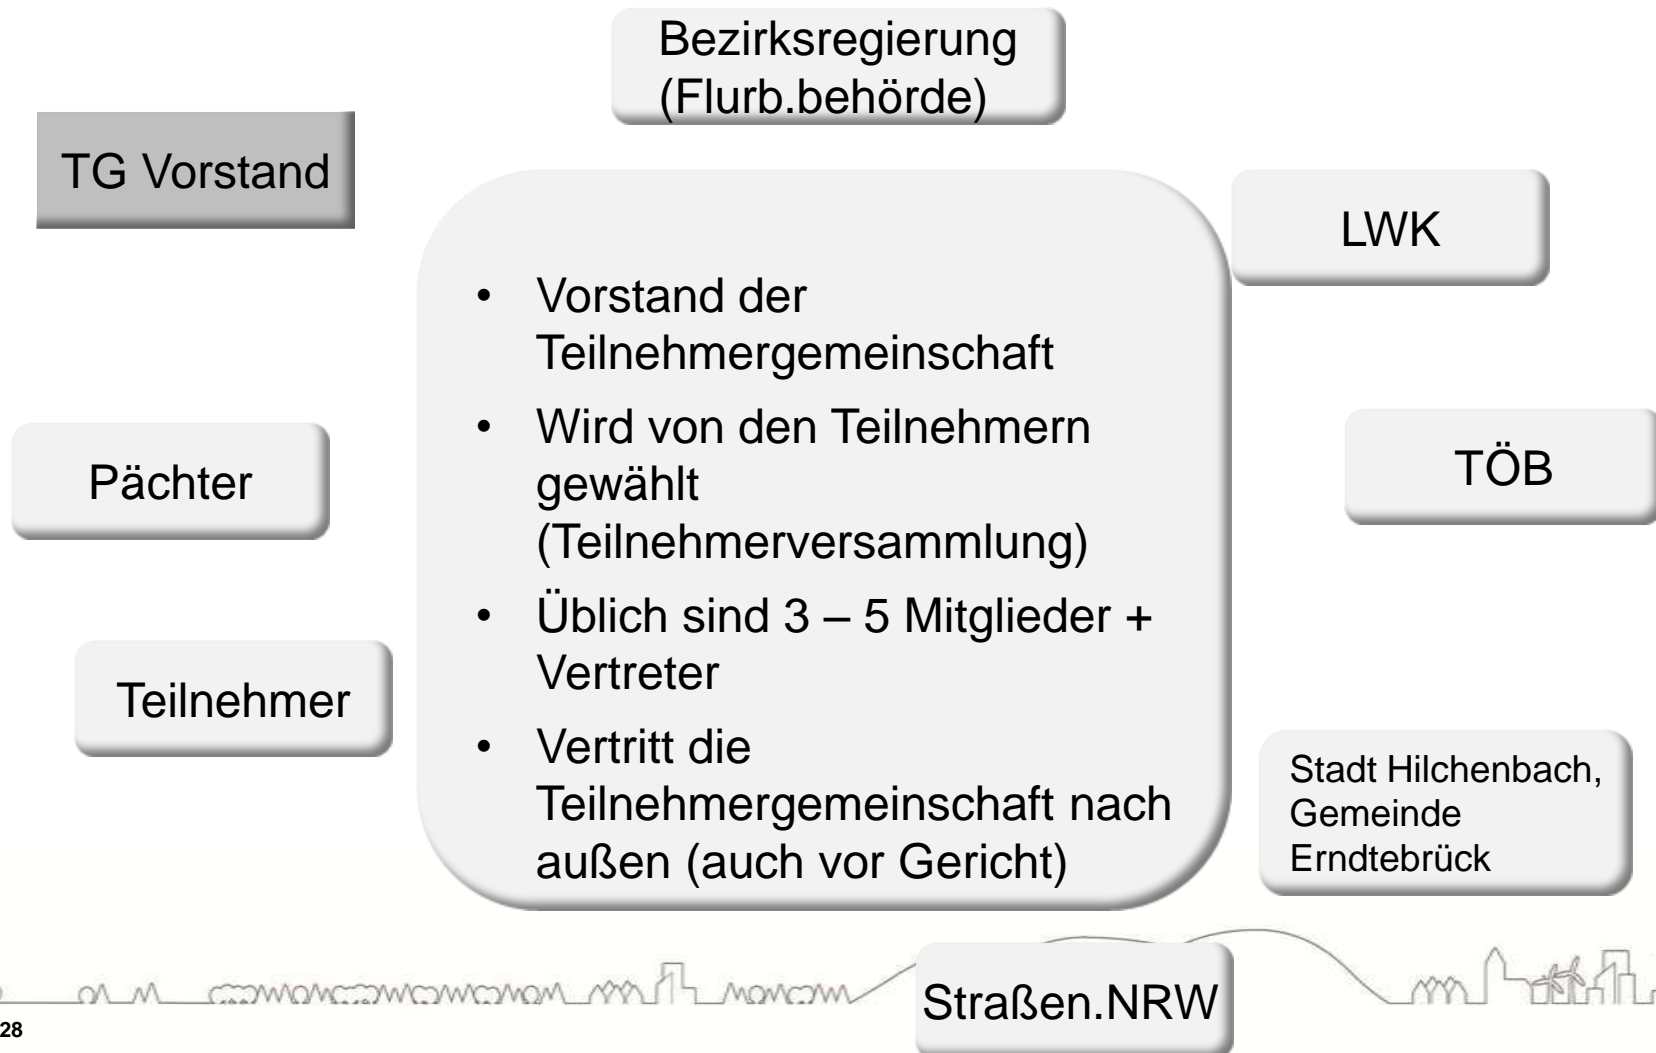 Bezirksregierung
(Flurb.behörde)
TG Vorstand
LWK
• Vorstand der
Teilnehmergemeinschaft
• Wird von den Teilnehmern
gewählt
(Teilnehmerversammlung)
• Üblich sind 3 – 5 Mitglieder +
Vertreter
• Vertritt die
Teilnehmergemeinschaft nach
außen (auch vor Gericht)
Pächter
TÖB
Teilnehmer
Stadt Hilchenbach,
Gemeinde
Erndtebrück
Straßen.NRW
28